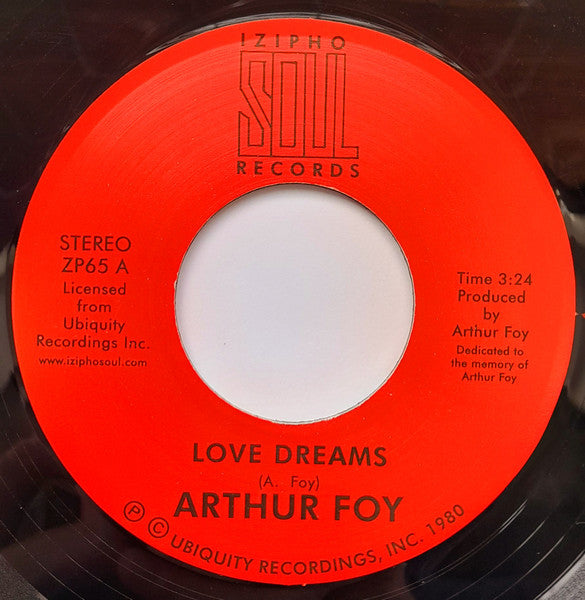 IZIPHO
SOUL
RECORDS
STEREO
ZP65 A
Licensed
from
Ubiquity
Recordings Inc.
www.iziphosoul.com
Time 3:24
Produced
by
Arthur Foy
Dedicated to
the memory of
Arthur Foy
LOVE DREAMS
(A. Foy)
ARTHUR FOY
Ⓟ © UBIQUITY RECORDINGS, INC. 1980